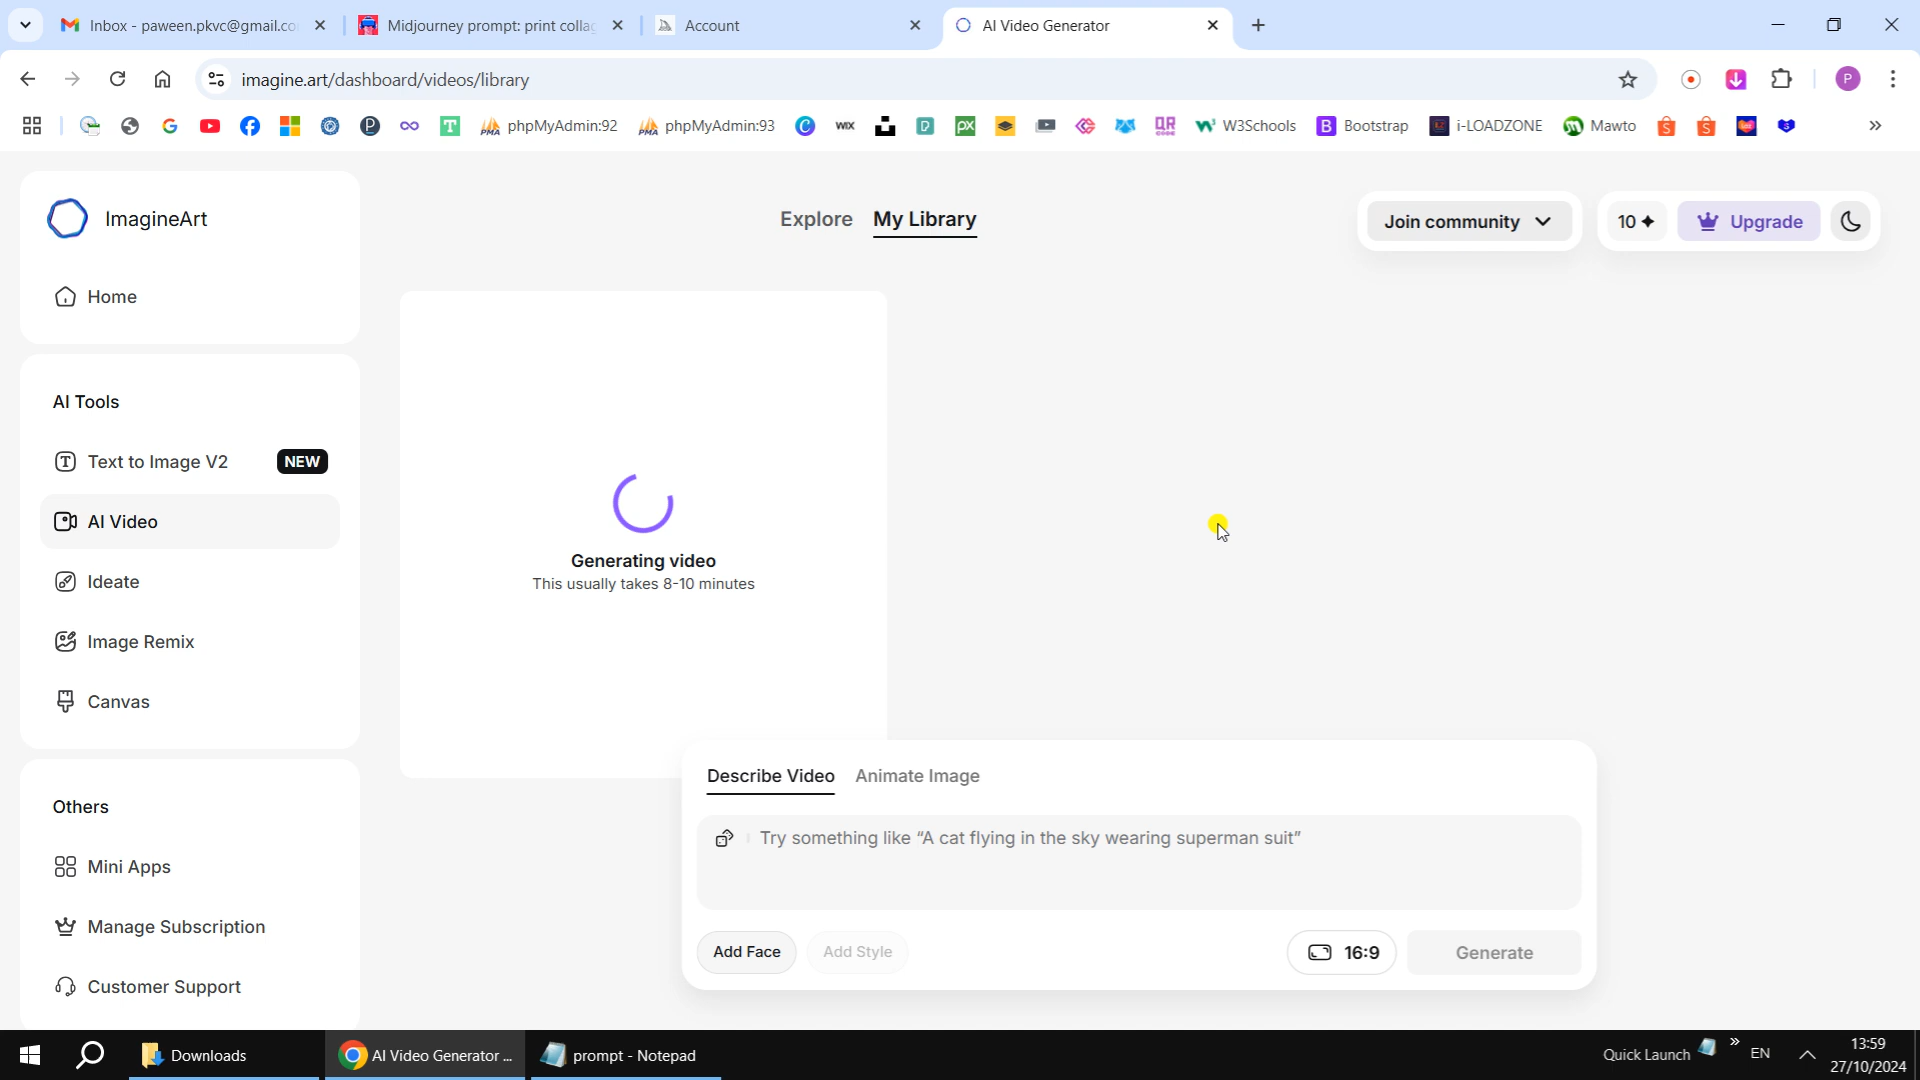 Inbox - paween.pkvc@gmail.co
Midjourney prompt: print colla
Account
AI Video Generator
imagine.art/dashboard/videos/library
phpMyAdmin:92
phpMyAdmin:93
WIX
QR
CODE
W3Schools
Bootstrap
i-LOADZONE
Mawto
»
ImagineArt
Home
AI Tools
Text to Image V2
NEW
AI Video
Ideate
Image Remix
Canvas
Others
Mini Apps
Manage Subscription
Customer Support
Explore
My Library
Join community
10
Upgrade
Generating video
This usually takes 8-10 minutes
Describe Video
Animate Image
Try something like “A cat flying in the sky wearing superman suit”
Add Face
Add Style
16:9
Generate
Downloads
AI Video Generator ...
prompt - Notepad
Quick Launch
»
EN
13:59
27/10/2024